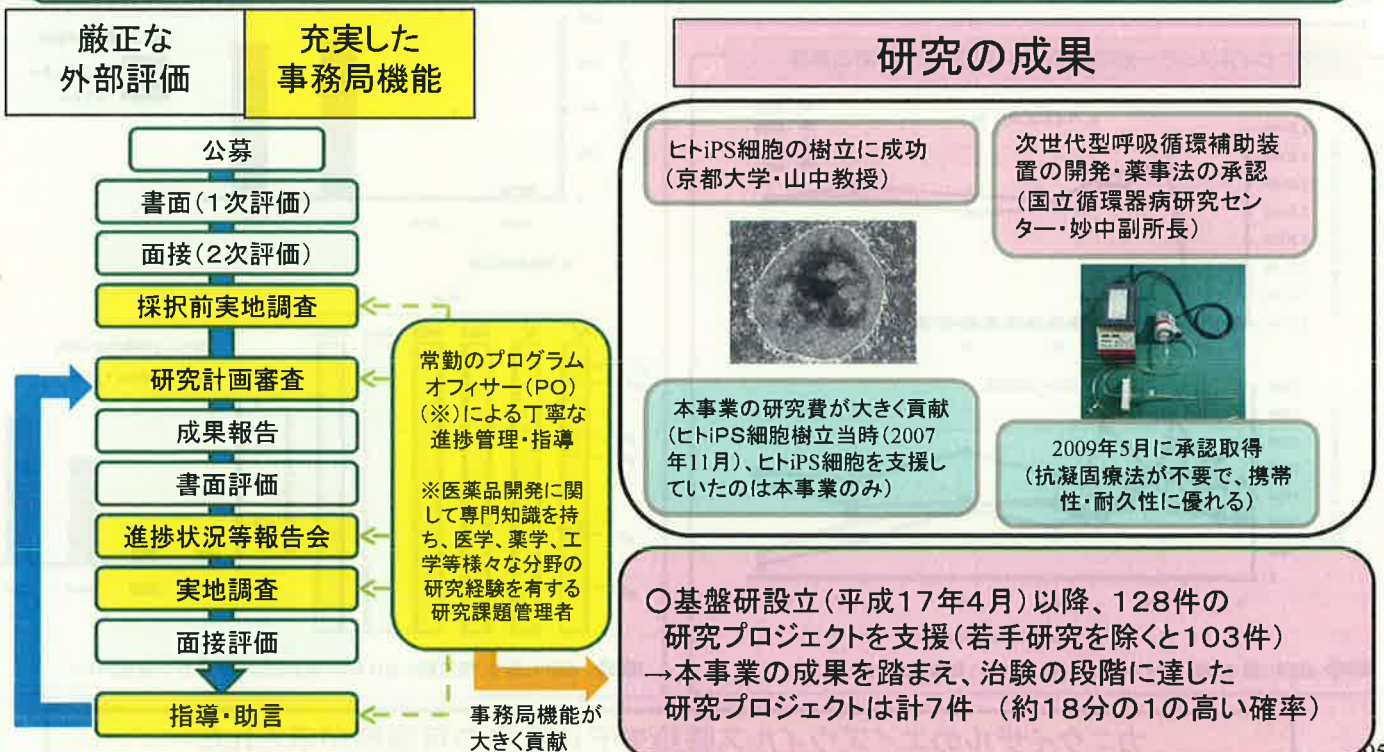 厳正な
外部評価
充実した
事務局機能
公募
書面(1次評価)
面接(2次評価)
採択前実地調査
研究計画審査
成果報告
書面評価
進捗状況等報告会
実地調査
面接評価
指導・助言
常勤のプログラム
オフィサー(PO)
(※)による丁寧な
進捗管理・指導
※医薬品開発に関
して専門知識を持
ち、医学、薬学、工
学等様々な分野の
研究経験を有する
研究課題管理者
事務局機能が
大きく貢献
研究の成果
ヒトiPS細胞の樹立に成功
(京都大学・山中教授)
次世代型呼吸循環補助装
置の開発・薬事法の承認
(国立循環器病研究セン
ター・妙中副所長)
本事業の研究費が大きく貢献
(ヒトiPS細胞樹立当時(2007
年11月)、ヒトiPS細胞を支援し
ていたのは本事業のみ)
2009年5月に承認取得
(抗凝固療法が不要で、携帯
性・耐久性に優れる)
○基盤研設立(平成17年4月)以降、128件の
研究プロジェクトを支援(若手研究を除くと103件)
→本事業の成果を踏まえ、治験の段階に達した
研究プロジェクトは計7件 (約18分の1の高い確率)